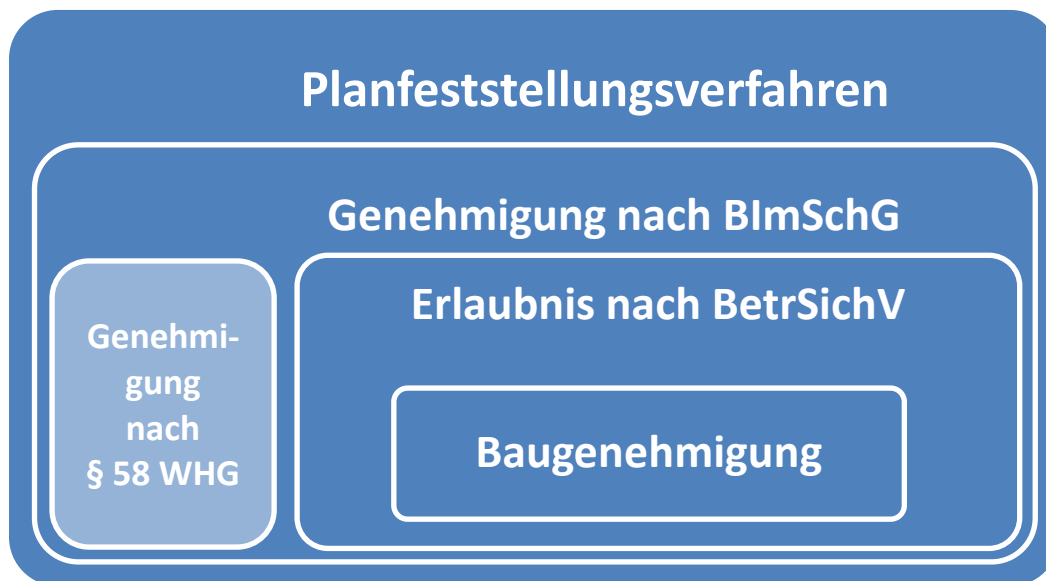 Planfeststellungsverfahren
Genehmigung nach BImSchG
Erlaubnis nach BetrSichV
Genehmi-
gung
nach
§ 58 WHG
Baugenehmigung